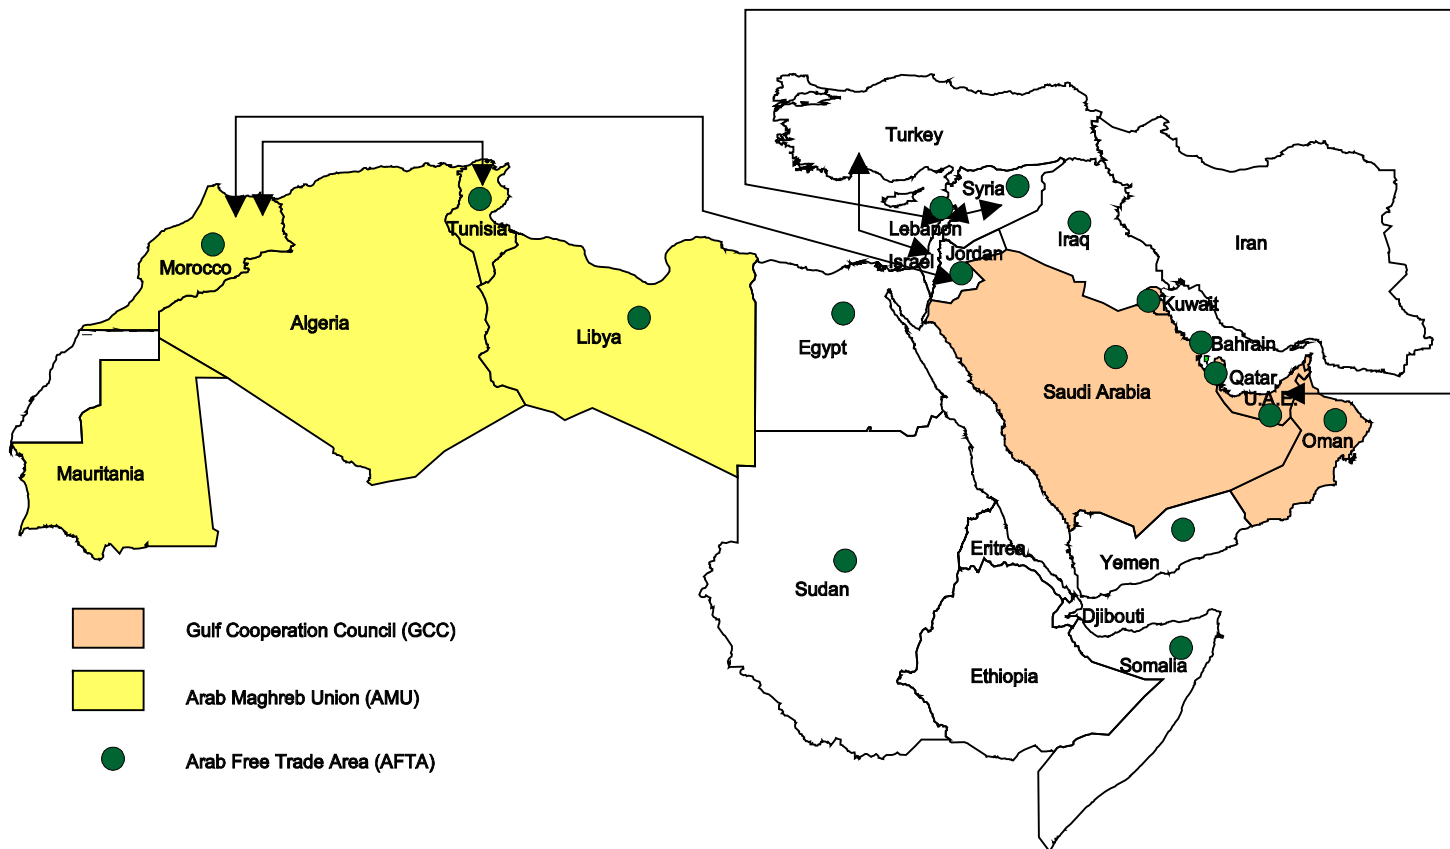 Turkey
Syria
Lebanon
Iraq
Iran
Tunisia
Israel
Jordan
Morocco
Kuwait
Algeria
Libya
Egypt
Bahrain
Qatar
Saudi Arabia
U.A.E.
Oman
Mauritania
Eritrea
Yemen
Sudan
Djibouti
Somalia
Ethiopia
Gulf Cooperation Council (GCC)
Arab Maghreb Union (AMU)
Arab Free Trade Area (AFTA)